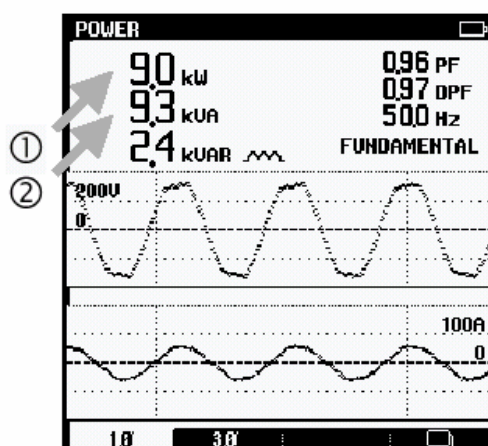 POWER
9.0 kW
0.96 PF
9.3 kVA
0.97 DPF
50.0 Hz
①
2.4 kVAR
FUNDAMENTAL
②
200V
0
100A
0
1Ø
3Ø